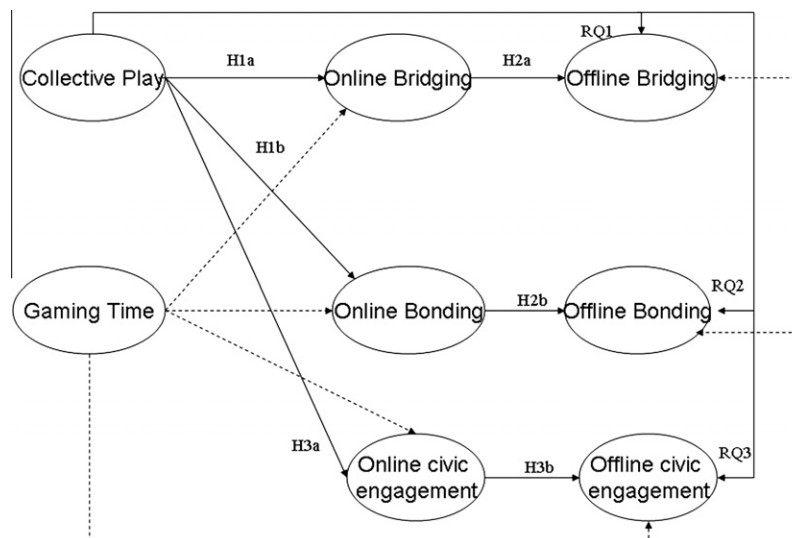 RQ1
Collective Play
H1a
Online Bridging
H2a
Offline Bridging
H1b
Gaming Time
Online Bonding
H2b
Offline Bonding
RQ2
H3a
Online civic
engagement
H3b
Offline civic
engagement
RQ3